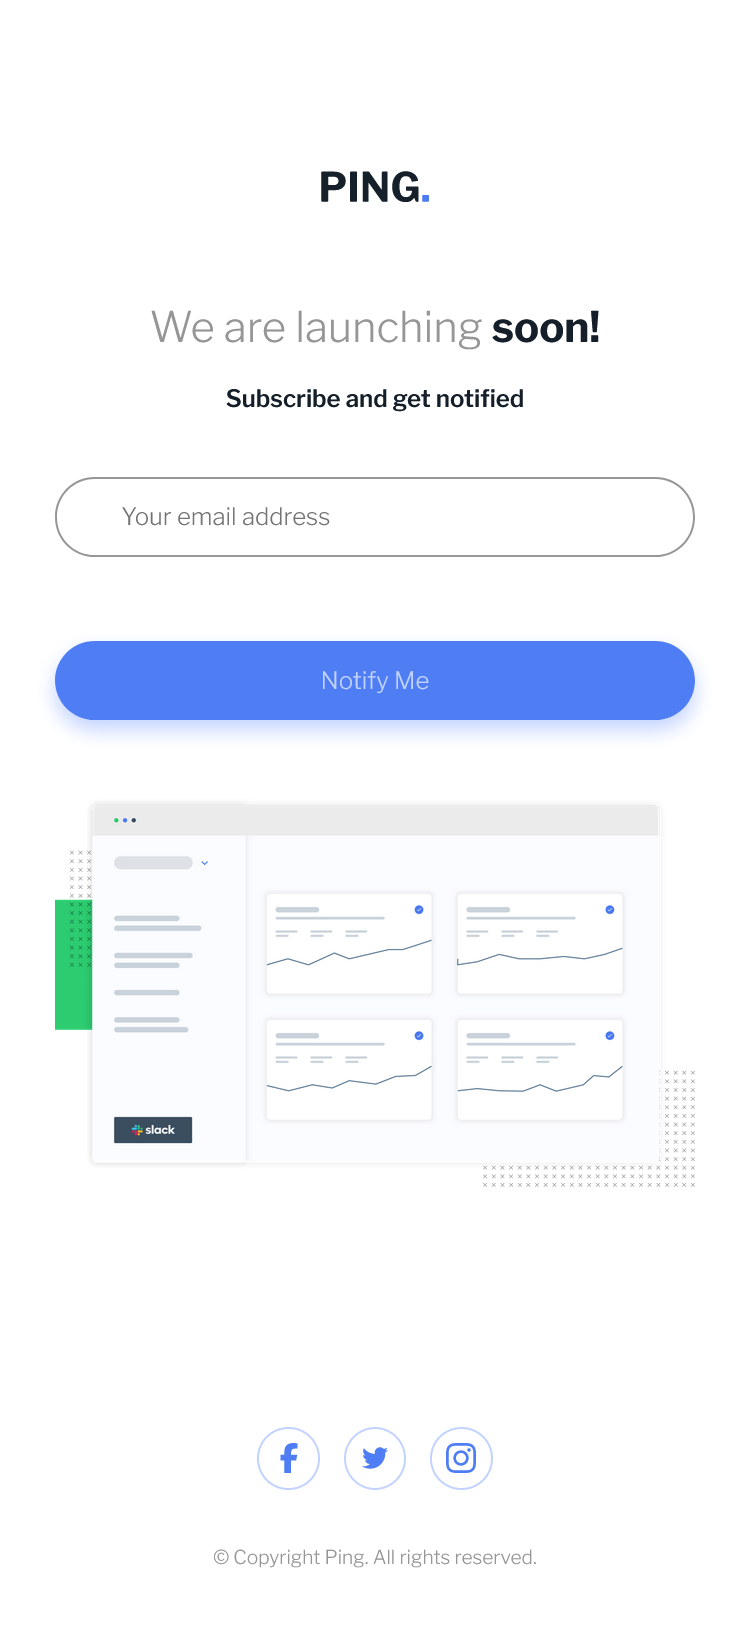 PING.
We are launching soon!
Subscribe and get notified
Your email address
Notify Me
slack
© Copyright Ping. All rights reserved.